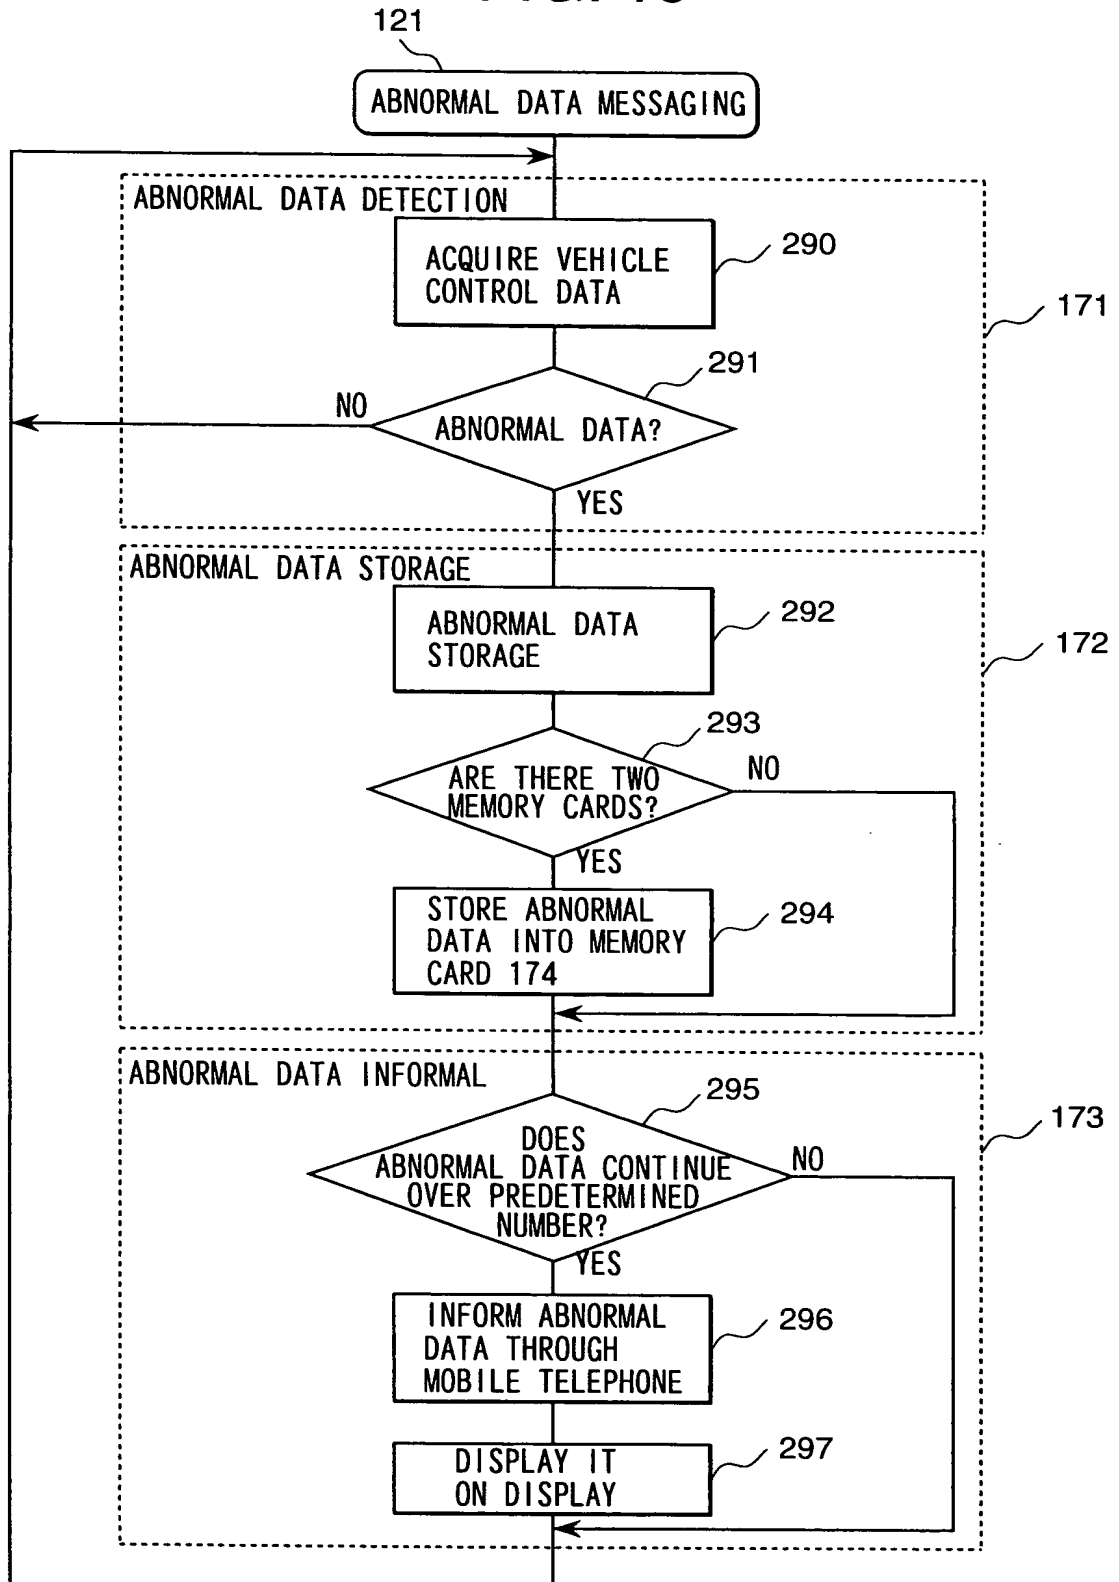 121
ABNORMAL DATA MESSAGING
ABNORMAL DATA DETECTION
ACQUIRE VEHICLE
CONTROL DATA
290
171
291
NO
ABNORMAL DATA?
YES
ABNORMAL DATA STORAGE
ABNORMAL DATA
STORAGE
292
172
293
ARE THERE TWO
MEMORY CARDS?
NO
YES
STORE ABNORMAL
DATA INTO MEMORY
CARD 174
294
ABNORMAL DATA INFORMAL
295
173
DOES
ABNORMAL DATA CONTINUE
OVER PREDETERMINED
NUMBER?
NO
YES
INFORM ABNORMAL
DATA THROUGH
MOBILE TELEPHONE
296
DISPLAY IT
ON DISPLAY
297